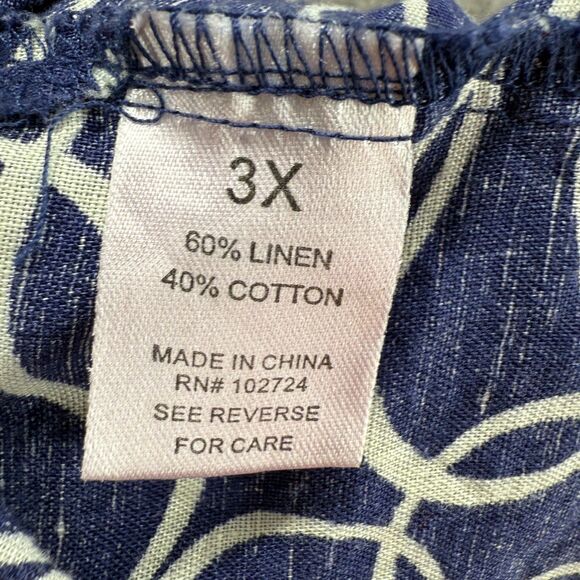 3X
60% LINEN
40% COTTON
MADE IN CHINA
RN# 102724
SEE REVERSE
FOR CARE